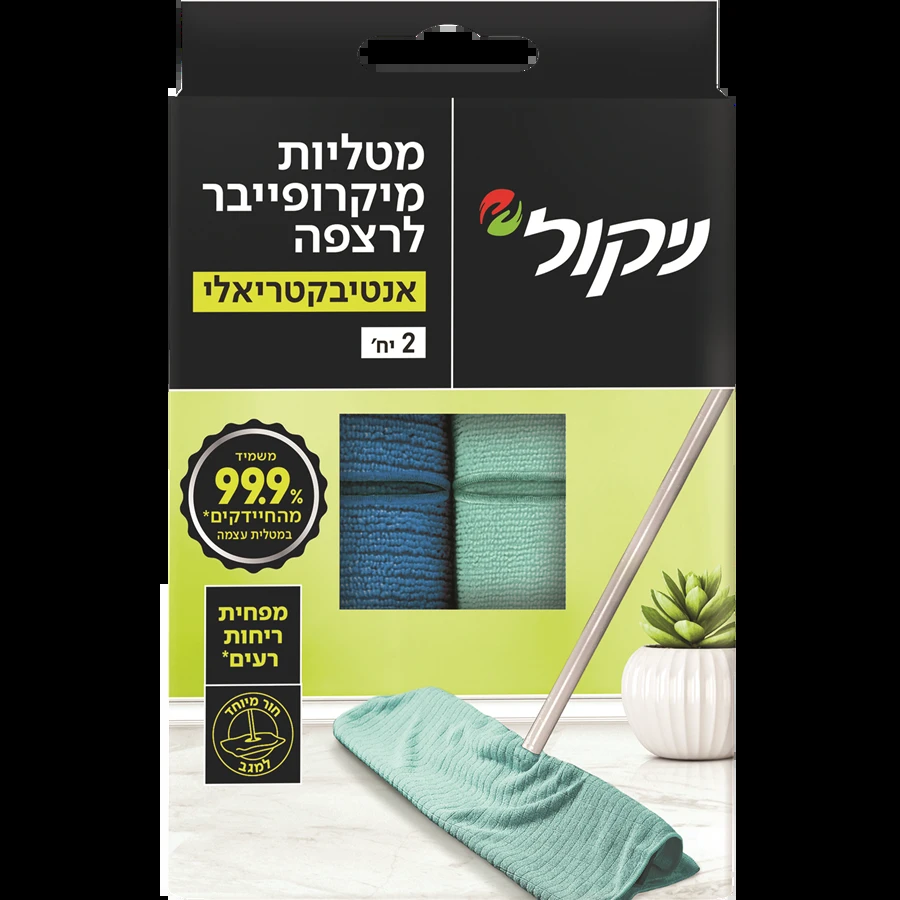 מטליות
מיקרופייבר
לרצפה
אנטיבקטריאלי
2 יח'
ניקול
משמיד
99.9%
מהחיידקים*
במטלית עצמה
מפחית
ריחות
רעים*
חור מיוחד
למגב